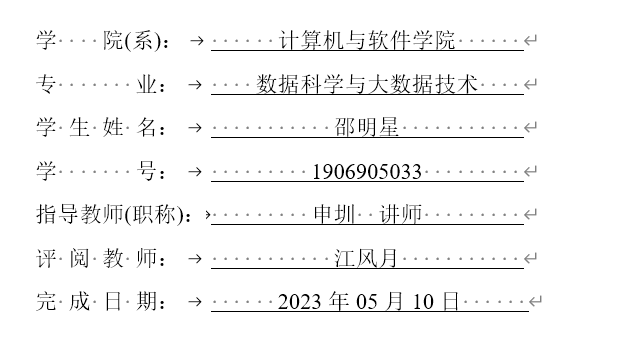 学 院(系)： 计算机与软件学院
专 业： 数据科学与大数据技术
学 生 姓 名： 邵明星
学 号： 1906905033
指导教师(职称)： 申圳 讲师
评 阅 教 师： 江风月
完 成 日 期： 2023 年 05 月 10 日